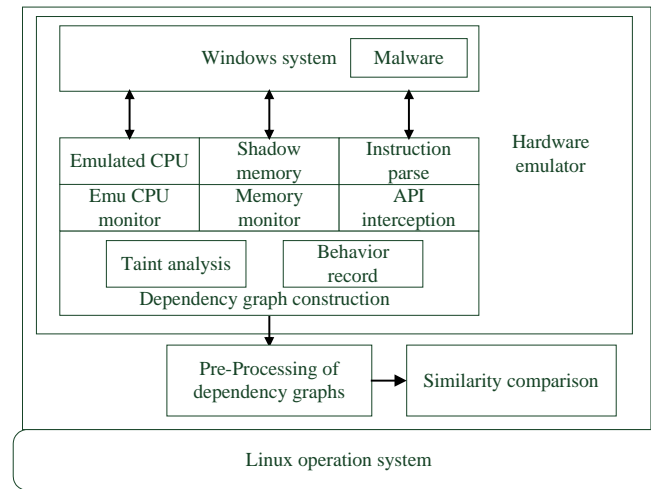 Windows system
Malware
Hardware
emulator
Emulated CPU
Shadow
memory
Instruction
parse
Emu CPU
monitor
Memory
monitor
API
interception
Taint analysis
Behavior
record
Dependency graph construction
Pre-Processing of
dependency graphs
Similarity comparison
Linux operation system